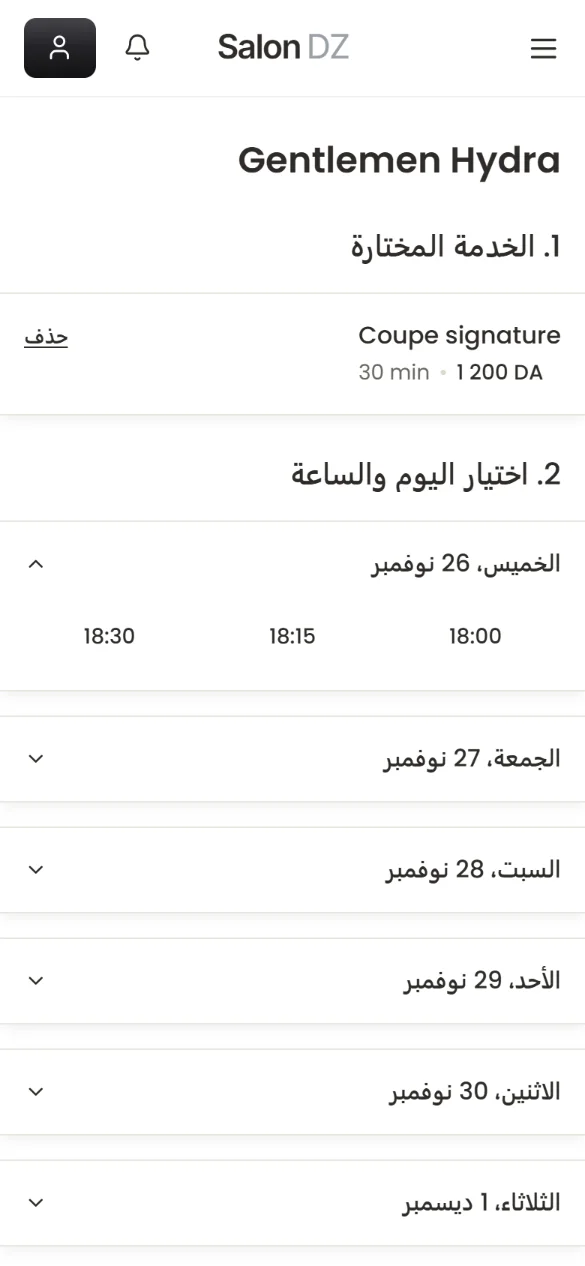 Salon DZ
Gentlemen Hydra
1. الخدمة المختارة
Coupe signature
حذف
30 min • 1 200 DA
2. اختيار اليوم والساعة
الخميس، 26 نوفمبر
18:00 18:15 18:30
الجمعة، 27 نوفمبر
السبت، 28 نوفمبر
الأحد، 29 نوفمبر
الاثنين، 30 نوفمبر
الثلاثاء، 1 ديسمبر